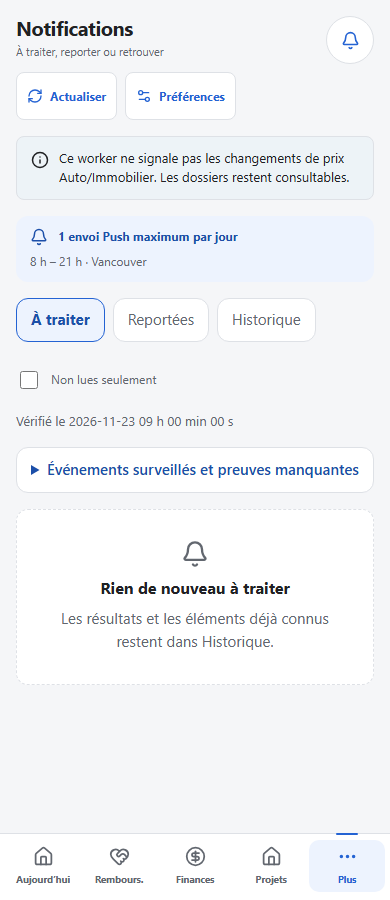 Notifications
À traiter, reporter ou retrouver
Actualiser
Préférences
Ce worker ne signale pas les changements de prix
Auto/Immobilier. Les dossiers restent consultables.
1 envoi Push maximum par jour
8 h – 21 h · Vancouver
À traiter
Reportées
Historique
Non lues seulement
Vérifié le 2026-11-23 09 h 00 min 00 s
Événements surveillés et preuves manquantes
Rien de nouveau à traiter
Les résultats et les éléments déjà connus
restent dans Historique.
Aujourd'hui
Rembours.
Finances
Projets
Plus